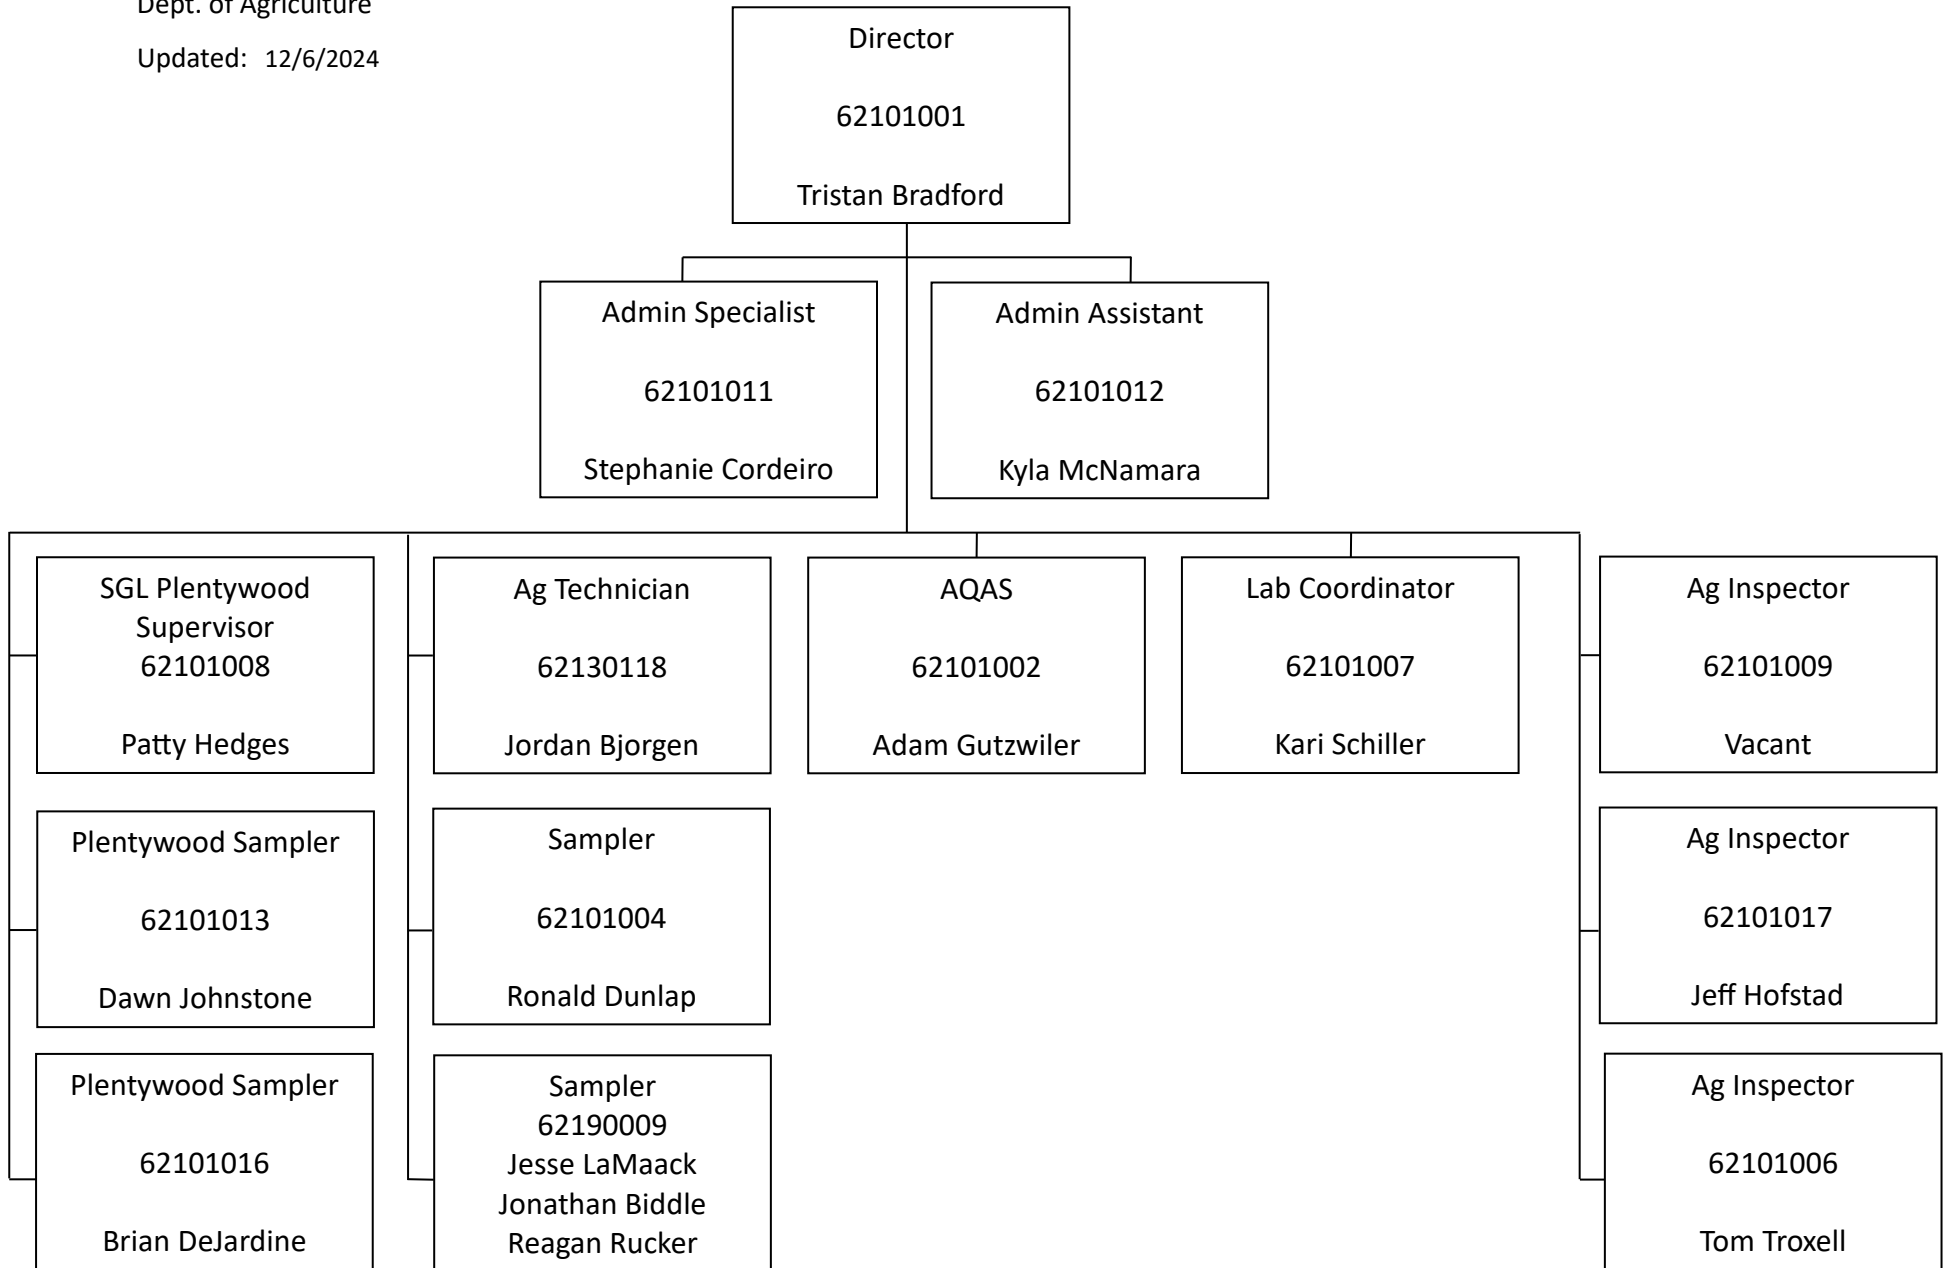 Dept. of Agriculture
Updated: 12/6/2024
Director
62101001
Tristan Bradford
Admin Specialist
62101011
Stephanie Cordeiro
Admin Assistant
62101012
Kyla McNamara
SGL Plentywood
Supervisor
62101008
Patty Hedges
Ag Technician
62130118
Jordan Bjorgen
AQAS
62101002
Adam Gutzwiler
Lab Coordinator
62101007
Kari Schiller
Ag Inspector
62101009
Vacant
Plentywood Sampler
62101013
Dawn Johnstone
Sampler
62101004
Ronald Dunlap
Ag Inspector
62101017
Jeff Hofstad
Plentywood Sampler
62101016
Brian DeJardine
Sampler
62190009
Jesse LaMaack
Jonathan Biddle
Reagan Rucker
Ag Inspector
62101006
Tom Troxell